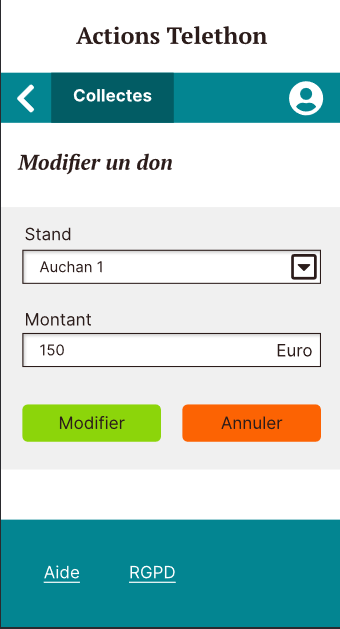 Actions Telethon
Collectes
Modifier un don
Stand
Auchan 1
Montant
150 Euro
Modifier Annuler
Aide RGPD